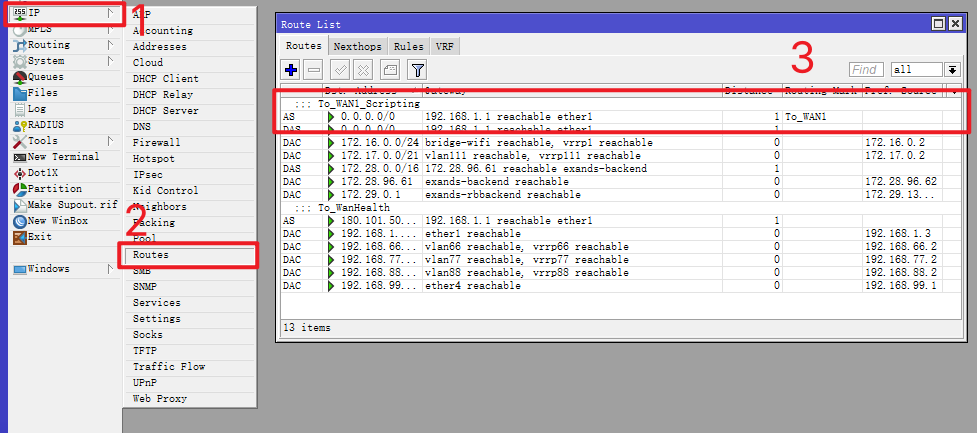 IP
MPLS
Routing
System
Queues
Files
Log
RADIUS
Tools
New Terminal
Dot1X
Partition
Make Supout.rif
New WinBox
Exit
Windows
1
ARP
Accounting
Addresses
Cloud
DHCP Client
DHCP Relay
DHCP Server
DNS
Firewall
Hotspot
IPsec
Kid Control
Neighbors
Packing
Pool
Routes
SMB
SNMP
Services
Settings
Socks
TFTP
Traffic Flow
UPnP
Web Proxy
2
Route List
Routes Nexthops Rules VRF
3
Find all
Dst. Address Gateway Distance Routing Mark Pref. Source
::: To_WAN1_Scripting
AS 0.0.0.0/0 192.168.1.1 reachable ether1 1 To_WAN1
DAS 0.0.0.0/0 192.168.1.1 reachable ether1 1
DAC 172.16.0.0/24 bridge-wifi reachable, vrrp1 reachable 0 172.16.0.2
DAC 172.17.0.0/21 vlan111 reachable, vrrp111 reachable 0 172.17.0.2
DAS 172.28.0.0/16 172.28.96.61 reachable exands-backend 1
DAC 172.28.96.61 exands-backend reachable 0 172.28.96.62
DAC 172.29.0.1 exands-rbbackend reachable 0 172.29.13...
::: To_WanHealth
AS 180.101.50... 192.168.1.1 reachable ether1 1
DAC 192.168.1.... ether1 reachable 0 192.168.1.3
DAC 192.168.66... vlan66 reachable, vrrp66 reachable 0 192.168.66.2
DAC 192.168.77... vlan77 reachable, vrrp77 reachable 0 192.168.77.2
DAC 192.168.88... vlan88 reachable, vrrp88 reachable 0 192.168.88.2
DAC 192.168.99... ether4 reachable 0 192.168.99.1
13 items